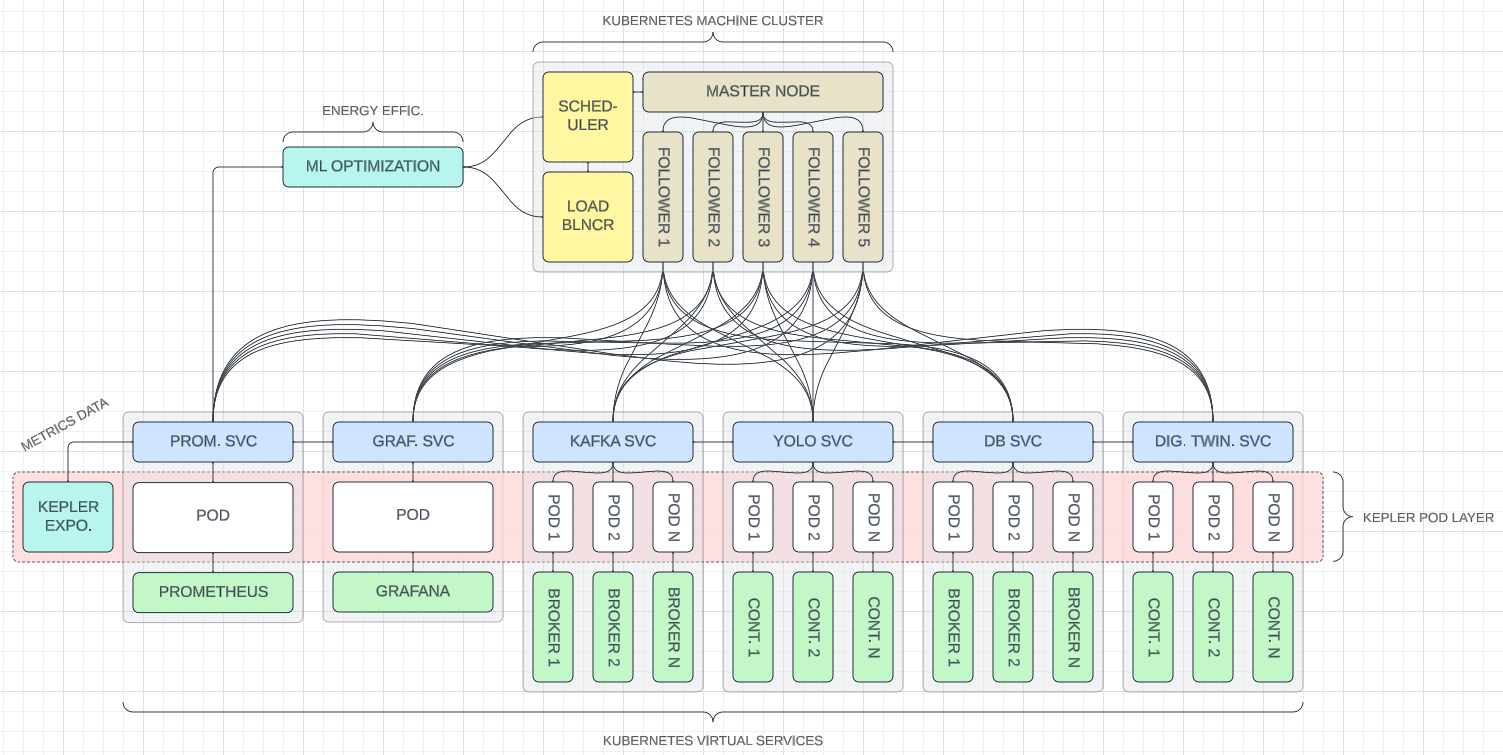 KUBERNETES MACHINE CLUSTER
ENERGY EFFIC.
ML OPTIMIZATION
SCHED-
ULER
LOAD
BLNCR
MASTER NODE
FOLLOWER 1
FOLLOWER 2
FOLLOWER 3
FOLLOWER 4
FOLLOWER 5
METRICS DATA
PROM. SVC
GRAF. SVC
KAFKA SVC
YOLO SVC
DB SVC
DIG. TWIN. SVC
KEPLER
EXPO.
POD
POD
POD 1
POD 2
POD N
POD 1
POD 2
POD N
POD 1
POD 2
POD N
POD 1
POD 2
POD N
KEPLER POD LAYER
PROMETHEUS
GRAFANA
BROKER 1
BROKER 2
BROKER N
CONT. 1
CONT. 2
CONT. N
BROKER 1
BROKER 2
BROKER N
CONT. 1
CONT. 2
CONT. N
KUBERNETES VIRTUAL SERVICES